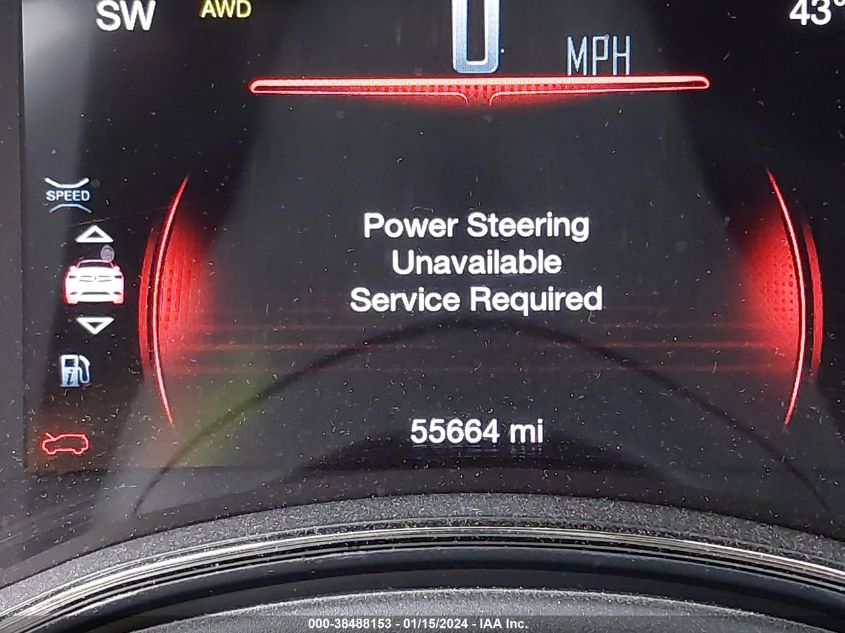 SW AWD 0 MPH 43°
SPEED
Power Steering
Unavailable
Service Required
55664 mi
000-38488153 - 01/15/2024 - IAA Inc.